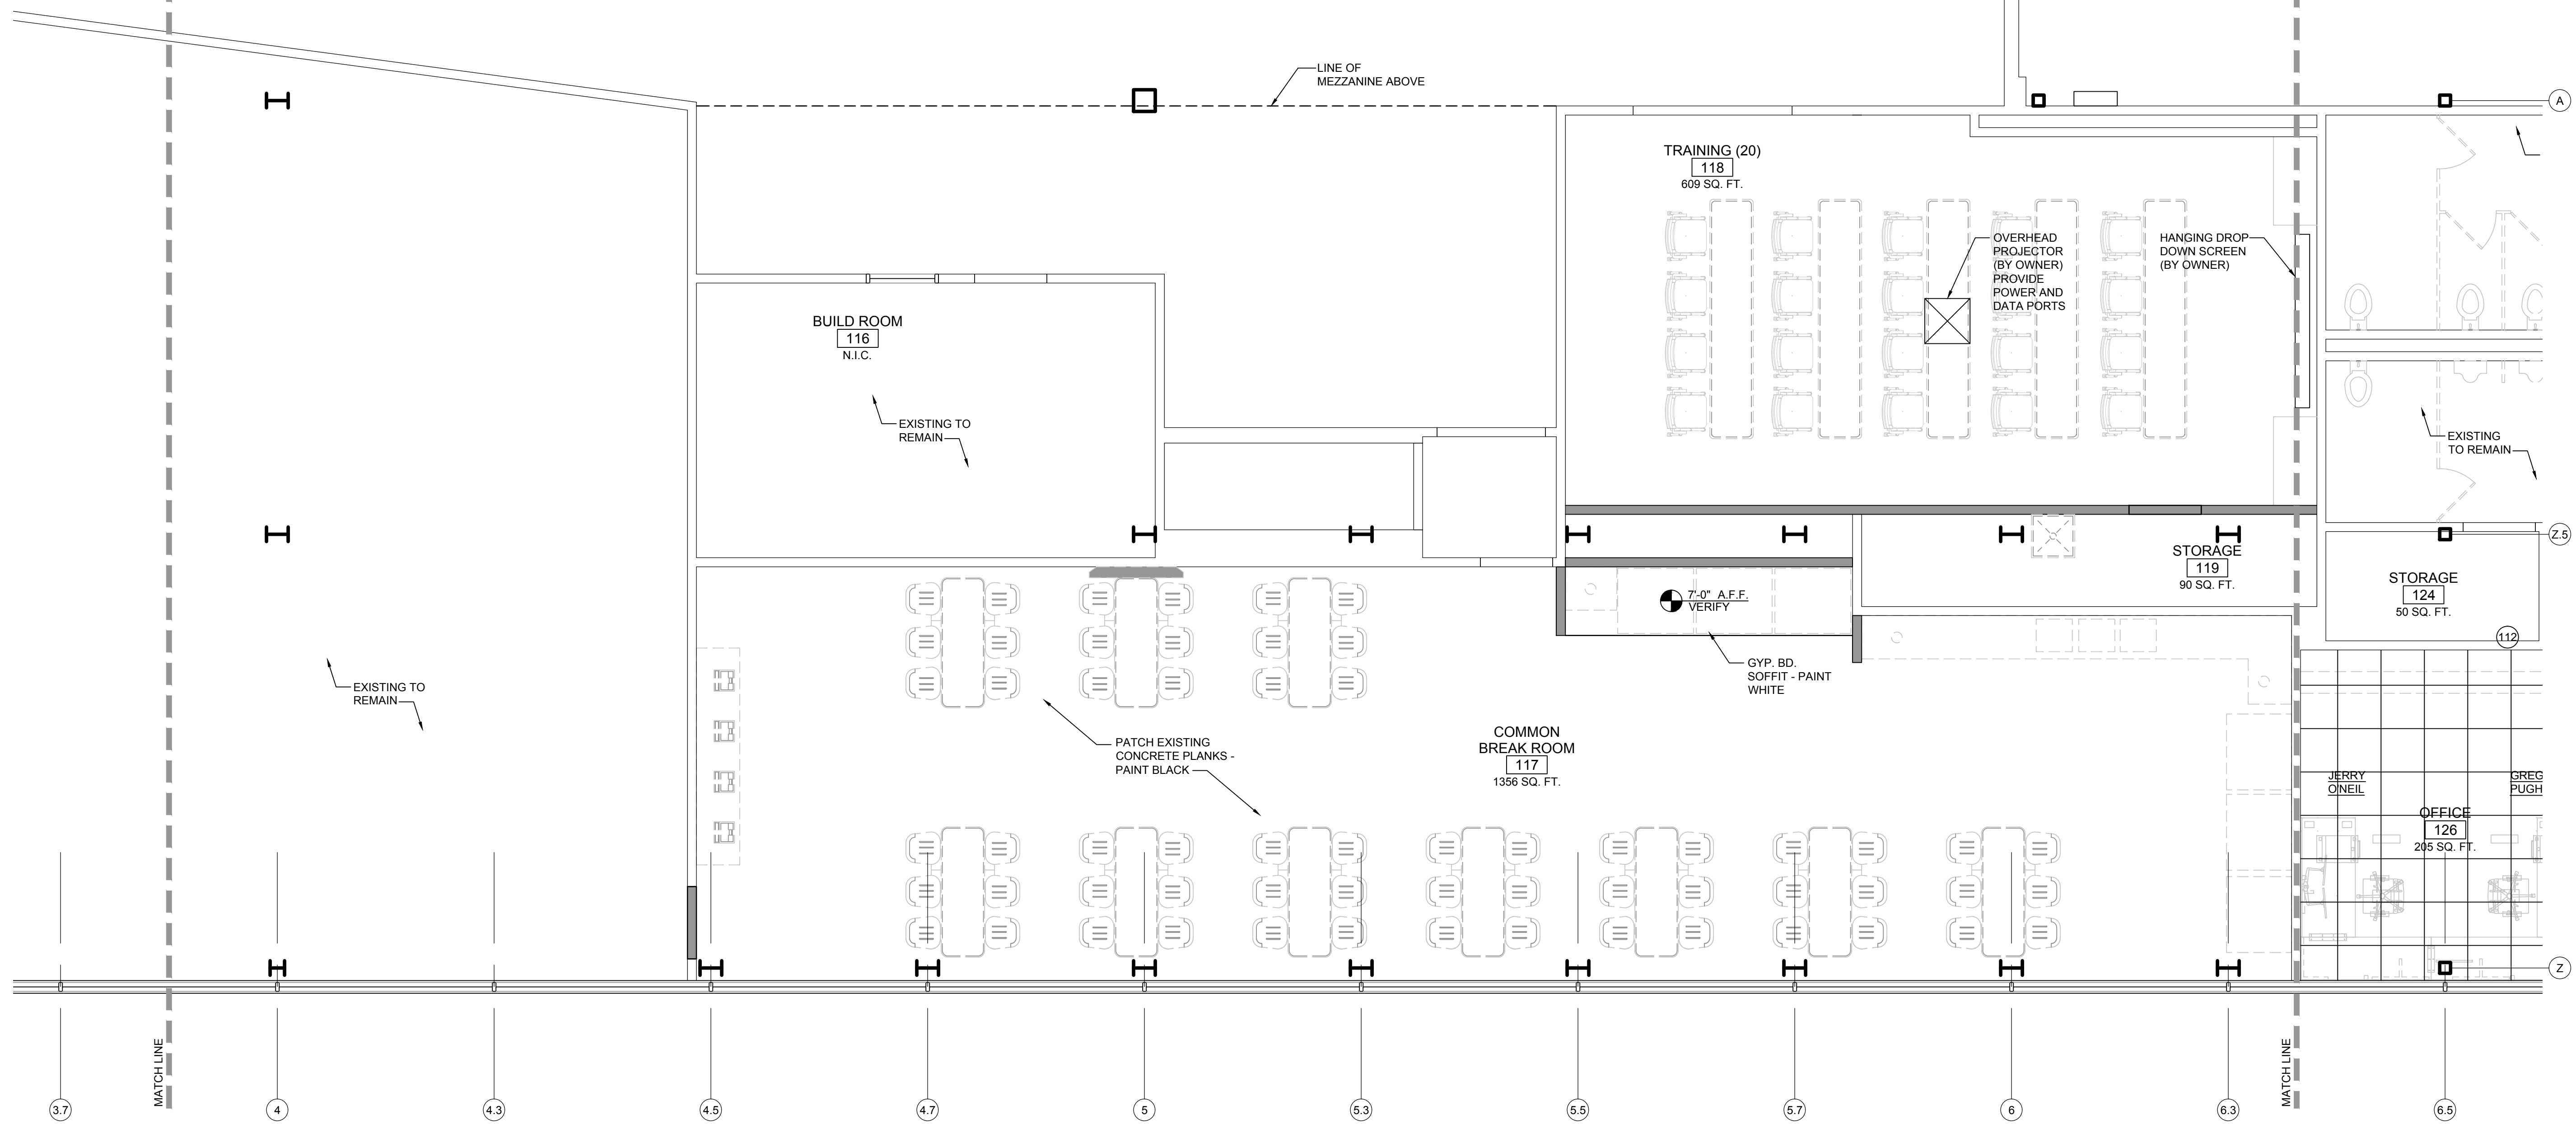 LINE OF
MEZZANINE ABOVE
A
TRAINING (20)
118
609 SQ. FT.
OVERHEAD
PROJECTOR
(BY OWNER)
PROVIDE
POWER AND
DATA PORTS
HANGING DROP
DOWN SCREEN
(BY OWNER)
BUILD ROOM
116
N.I.C.
EXISTING TO
REMAIN
EXISTING
TO REMAIN
Z.5
STORAGE
119
90 SQ. FT.
STORAGE
124
50 SQ. FT.
7'-0" A.F.F.
VERIFY
112
GYP. BD.
SOFFIT - PAINT
WHITE
EXISTING TO
REMAIN
PATCH EXISTING
CONCRETE PLANKS -
PAINT BLACK
COMMON
BREAK ROOM
117
1356 SQ. FT.
JERRY
O'NEIL
GREG
PUGH
OFFICE
126
205 SQ. FT.
Z
MATCH LINE
MATCH LINE
3.7
4
4.3
4.5
4.7
5
5.3
5.5
5.7
6
6.3
6.5